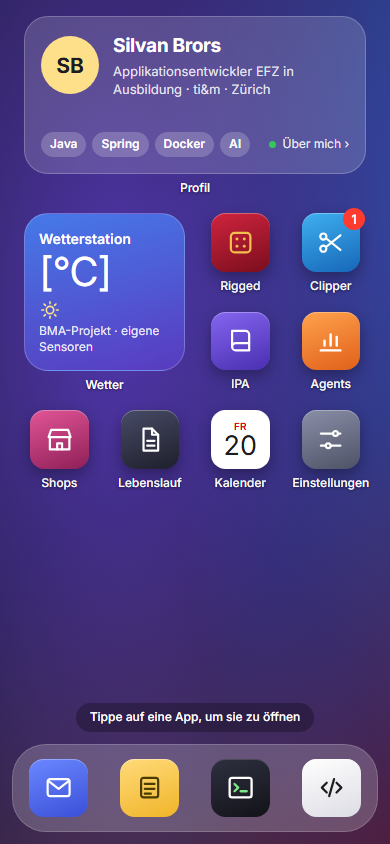 SB
Silvan Brors
Applikationsentwickler EFZ in
Ausbildung · ti&m · Zürich
Java Spring Docker AI Über mich ›
Profil
Wetterstation
[°C]
BMA-Projekt · eigene
Sensoren
Wetter
Rigged
1
Clipper
IPA
Agents
Shops
Lebenslauf
FR
20
Kalender
Einstellungen
Tippe auf eine App, um sie zu öffnen